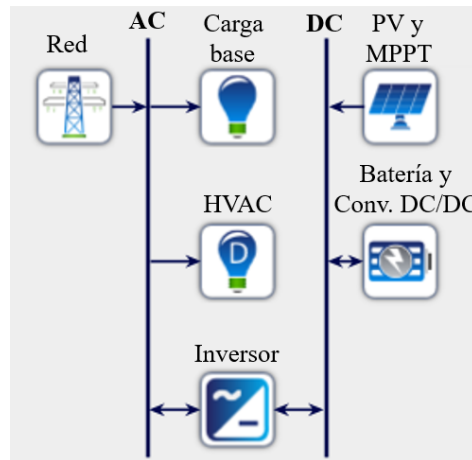 Red
AC
Carga
base
DC
PV y
MPPT
HVAC
D
Batería y
Conv. DC/DC
Inversor